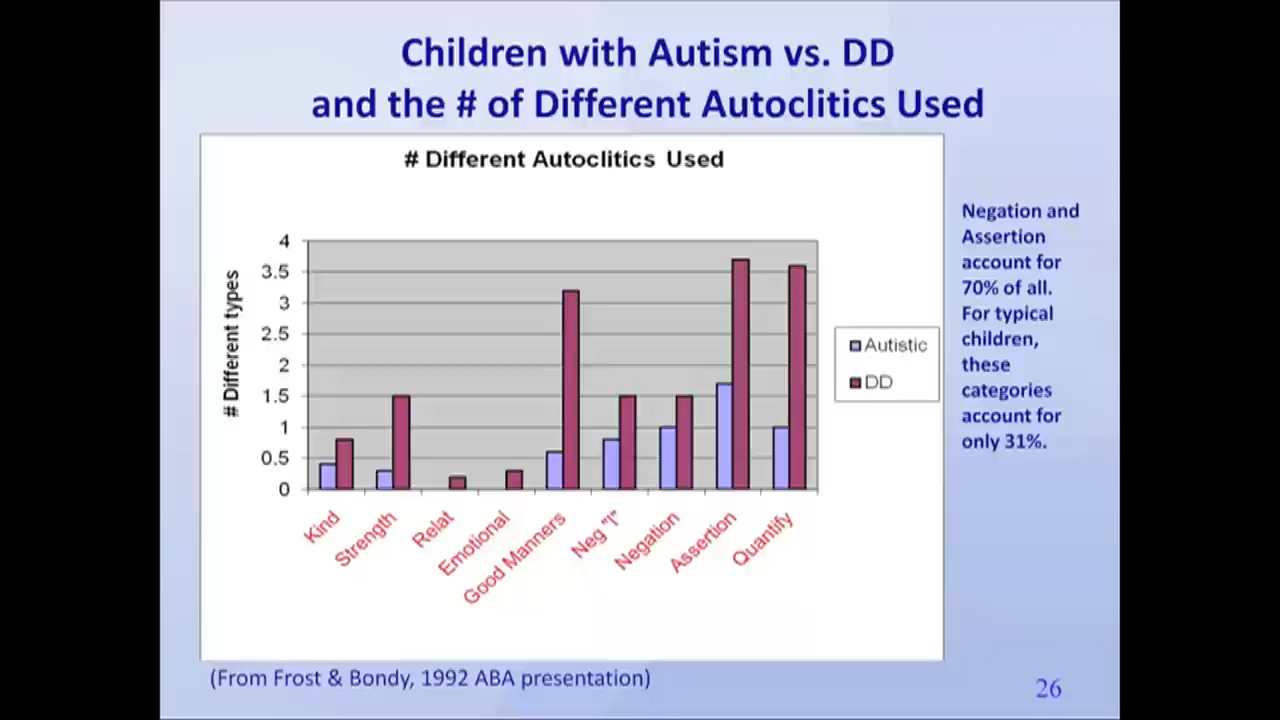 Children with Autism vs. DD
and the # of Different Autoclitics Used
# Different Autoclitics Used
# Different types
4
3.5
3
2.5
2
1.5
1
0.5
0
Kind
Strength
Relat
Emotional
Good Manners
Neg "I"
Negation
Assertion
Quantify
Autistic
DD
Negation and
Assertion
account for
70% of all.
For typical
children,
these
categories
account for
only 31%.
(From Frost & Bondy, 1992 ABA presentation)
26